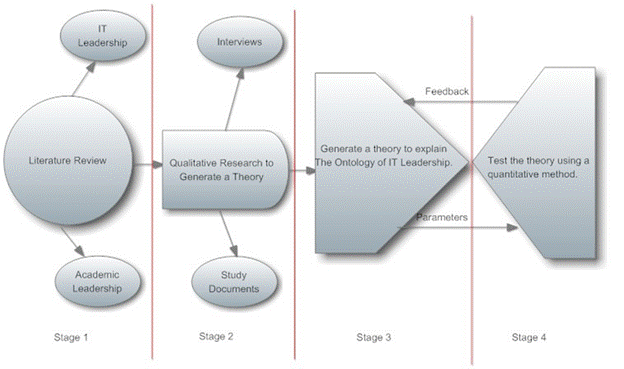 IT
Leadership
Interviews
Feedback
Literature Review
Qualitative Research to
Generate a Theory
Generate a theory to explain
The Ontology of IT Leadership.
Test the theory using a
quantitative method.
Parameters
Academic
Leadership
Study
Documents
Stage 1
Stage 2
Stage 3
Stage 4